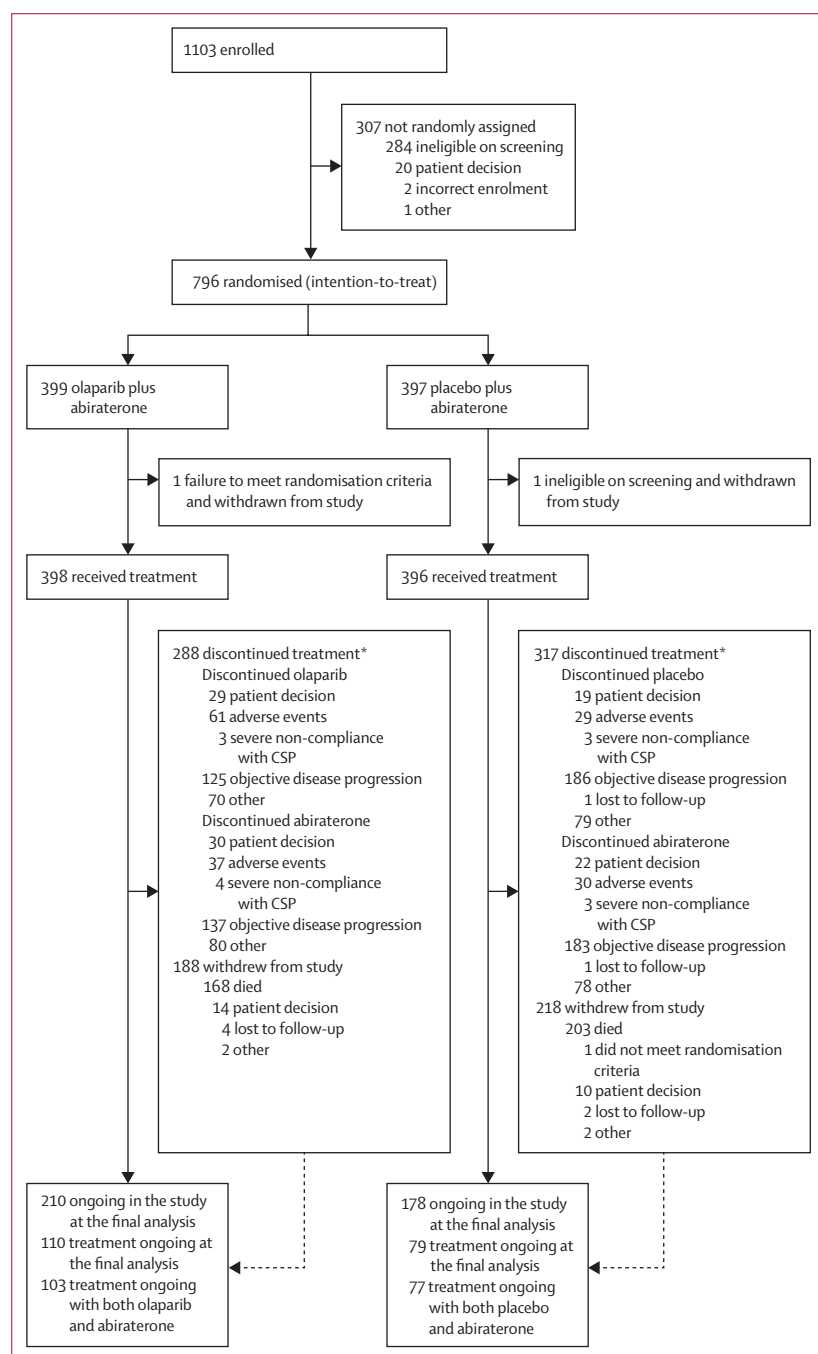 1103 enrolled
307 not randomly assigned
284 ineligible on screening
20 patient decision
2 incorrect enrolment
1 other
796 randomised (intention-to-treat)
399 olaparib plus
abiraterone
397 placebo plus
abiraterone
1 failure to meet randomisation criteria
and withdrawn from study
1 ineligible on screening and withdrawn
from study
398 received treatment
396 received treatment
288 discontinued treatment*
Discontinued olaparib
29 patient decision
61 adverse events
3 severe non-compliance
with CSP
125 objective disease progression
70 other
Discontinued abiraterone
30 patient decision
37 adverse events
4 severe non-compliance
with CSP
137 objective disease progression
80 other
188 withdrew from study
168 died
14 patient decision
4 lost to follow-up
2 other
317 discontinued treatment*
Discontinued placebo
19 patient decision
29 adverse events
3 severe non-compliance
with CSP
186 objective disease progression
1 lost to follow-up
79 other
Discontinued abiraterone
22 patient decision
30 adverse events
3 severe non-compliance
with CSP
183 objective disease progression
1 lost to follow-up
78 other
218 withdrew from study
203 died
1 did not meet randomisation
criteria
10 patient decision
2 lost to follow-up
2 other
210 ongoing in the study
at the final analysis
110 treatment ongoing at
the final analysis
103 treatment ongoing
with both olaparib
and abiraterone
178 ongoing in the study
at the final analysis
79 treatment ongoing at
the final analysis
77 treatment ongoing
with both placebo
and abiraterone